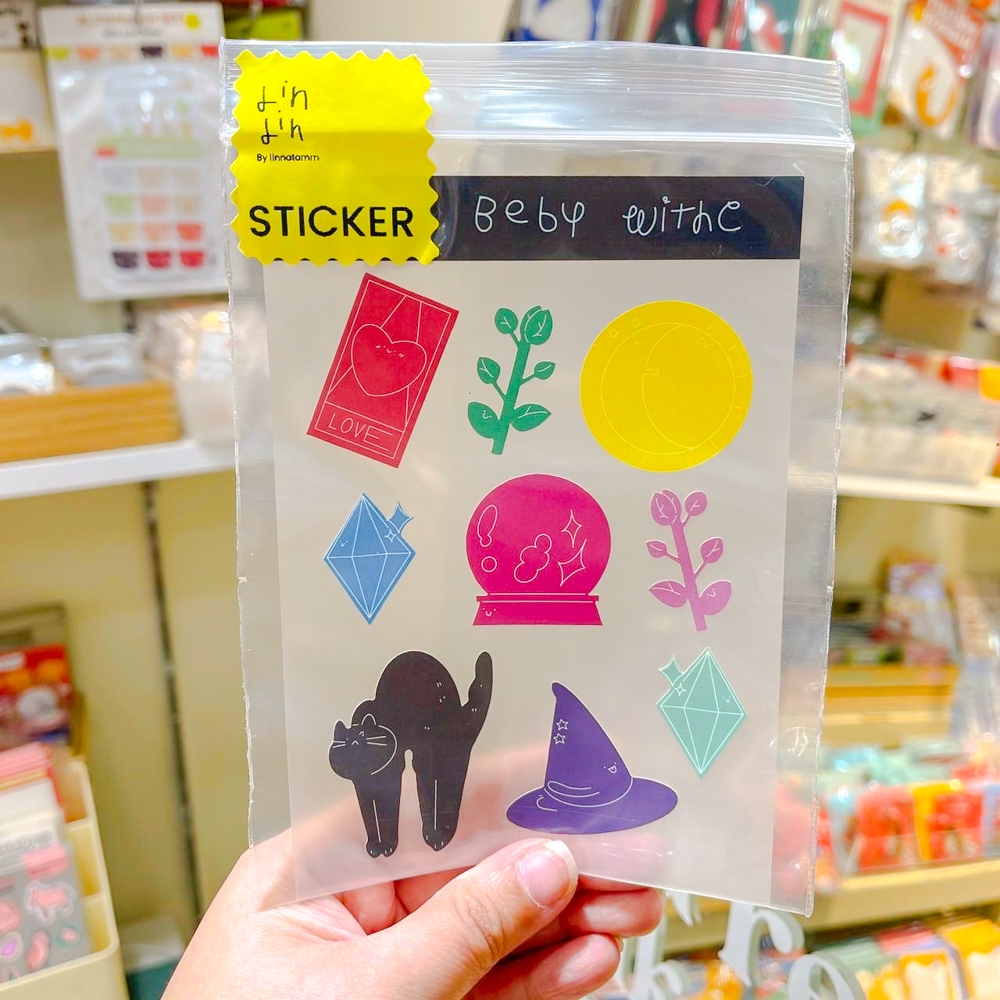 Lin
Lin
By linnatamm
STICKER
Beby withc
LOVE